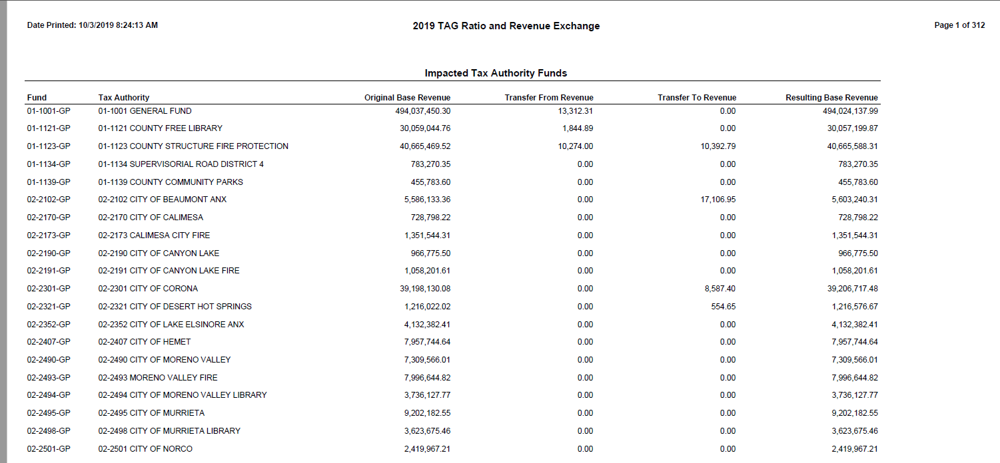 Date Printed: 10/3/2019 8:24:13 AM 2019 TAG Ratio and Revenue Exchange Page 1 of 312
Impacted Tax Authority Funds
Fund Tax Authority Original Base Revenue Transfer From Revenue Transfer To Revenue Resulting Base Revenue
01-1001-GP 01-1001 GENERAL FUND 494,037,450.30 13,312.31 0.00 494,024,137.99
01-1121-GP 01-1121 COUNTY FREE LIBRARY 30,059,044.76 1,844.89 0.00 30,057,199.87
01-1123-GP 01-1123 COUNTY STRUCTURE FIRE PROTECTION 40,665,469.52 10,274.00 10,392.79 40,665,588.31
01-1134-GP 01-1134 SUPERVISORIAL ROAD DISTRICT 4 783,270.35 0.00 0.00 783,270.35
01-1139-GP 01-1139 COUNTY COMMUNITY PARKS 455,783.60 0.00 0.00 455,783.60
02-2102-GP 02-2102 CITY OF BEAUMONT ANX 5,586,133.36 0.00 17,106.95 5,603,240.31
02-2170-GP 02-2170 CITY OF CALIMESA 728,798.22 0.00 0.00 728,798.22
02-2173-GP 02-2173 CALIMESA CITY FIRE 1,351,544.31 0.00 0.00 1,351,544.31
02-2190-GP 02-2190 CITY OF CANYON LAKE 966,775.50 0.00 0.00 966,775.50
02-2191-GP 02-2191 CITY OF CANYON LAKE FIRE 1,058,201.61 0.00 0.00 1,058,201.61
02-2301-GP 02-2301 CITY OF CORONA 39,198,130.08 0.00 8,587.40 39,206,717.48
02-2321-GP 02-2321 CITY OF DESERT HOT SPRINGS 1,216,022.02 0.00 554.65 1,216,576.67
02-2352-GP 02-2352 CITY OF LAKE ELSINORE ANX 4,132,382.41 0.00 0.00 4,132,382.41
02-2407-GP 02-2407 CITY OF HEMET 7,957,744.64 0.00 0.00 7,957,744.64
02-2490-GP 02-2490 CITY OF MORENO VALLEY 7,309,566.01 0.00 0.00 7,309,566.01
02-2493-GP 02-2493 MORENO VALLEY FIRE 7,996,644.82 0.00 0.00 7,996,644.82
02-2494-GP 02-2494 CITY OF MORENO VALLEY LIBRARY 3,736,127.77 0.00 0.00 3,736,127.77
02-2495-GP 02-2495 CITY OF MURRIETA 9,202,182.55 0.00 0.00 9,202,182.55
02-2498-GP 02-2498 CITY OF MURRIETA LIBRARY 3,623,675.46 0.00 0.00 3,623,675.46
02-2501-GP 02-2501 CITY OF NORCO 2,419,967.21 0.00 0.00 2,419,967.21